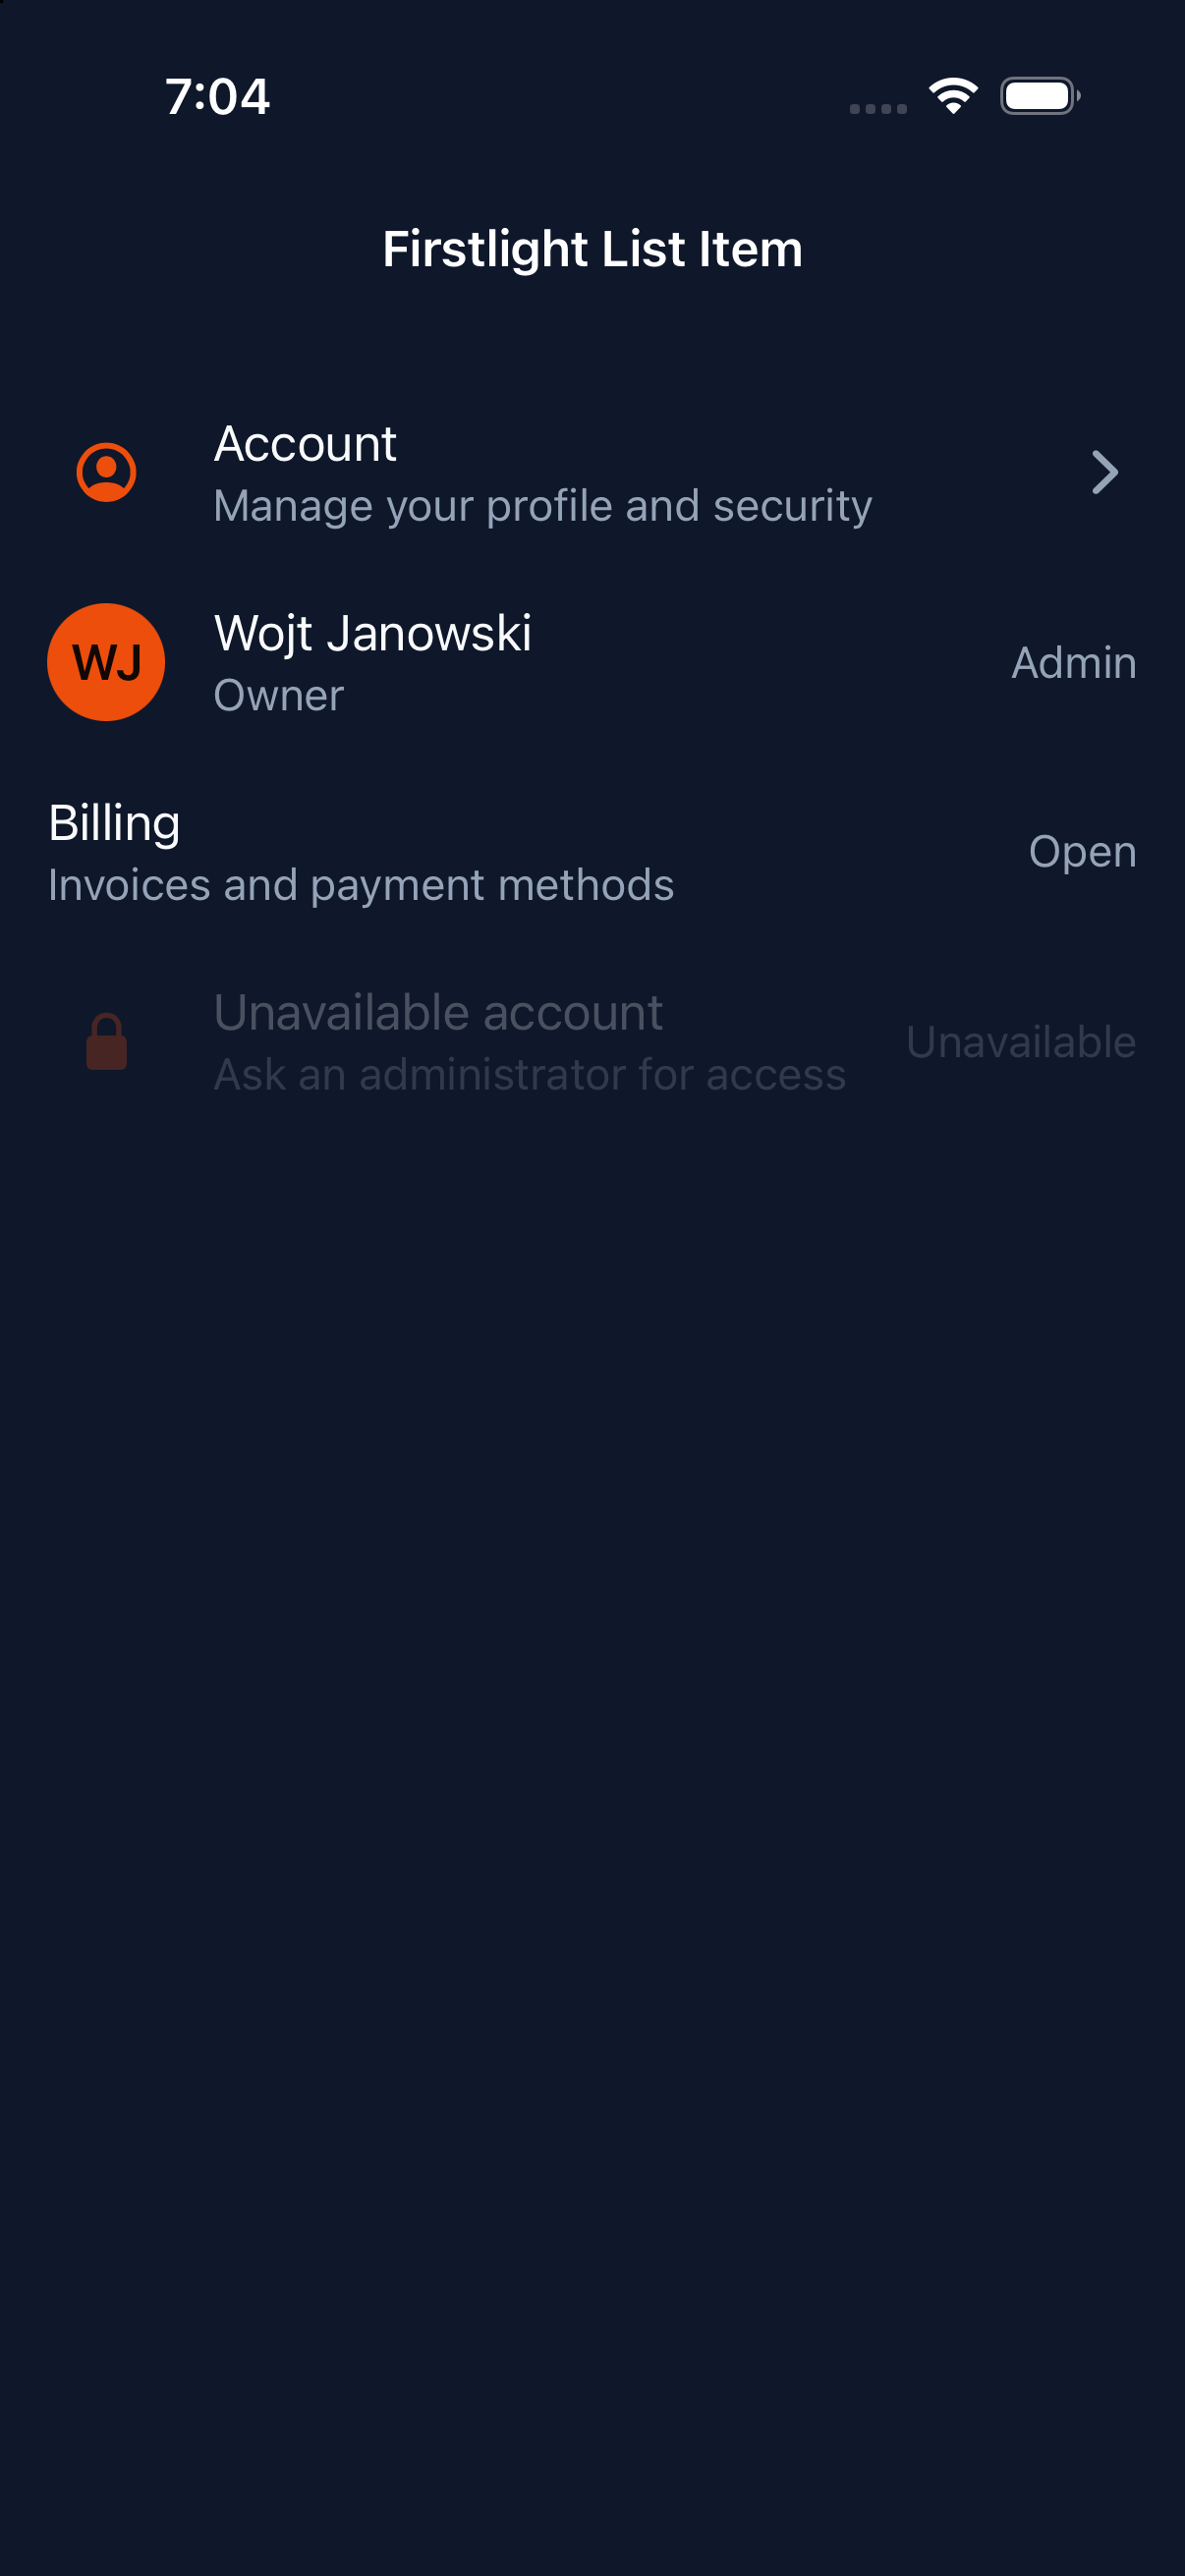 7:04
Firstlight List Item
Account
Manage your profile and security
WJ
Wojt Janowski
Owner
Admin
Billing
Invoices and payment methods
Open
Unavailable account
Ask an administrator for access
Unavailable